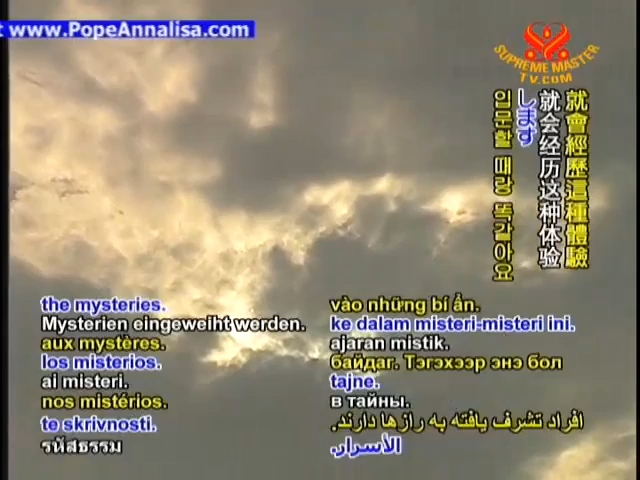 www.PopeAnnalisa.com
SUPREME MASTER
TV.COM
就會經歷這種體驗
就会经历这种体验
します
인문할 때랑 똑같아요
the mysteries.
Mysterien eingeweiht werden.
aux mystères.
los misterios.
ai misteri.
nos mistérios.
te skrivnosti.
รหัสธรรม
vào những bí ẩn.
ke dalam misteri-misteri ini.
ajaran mistik.
байдаг. Тэгэхээр энэ бол
tajne.
в тайны.
افراد تشرف یافته به رازها دارند.
الأسرار.